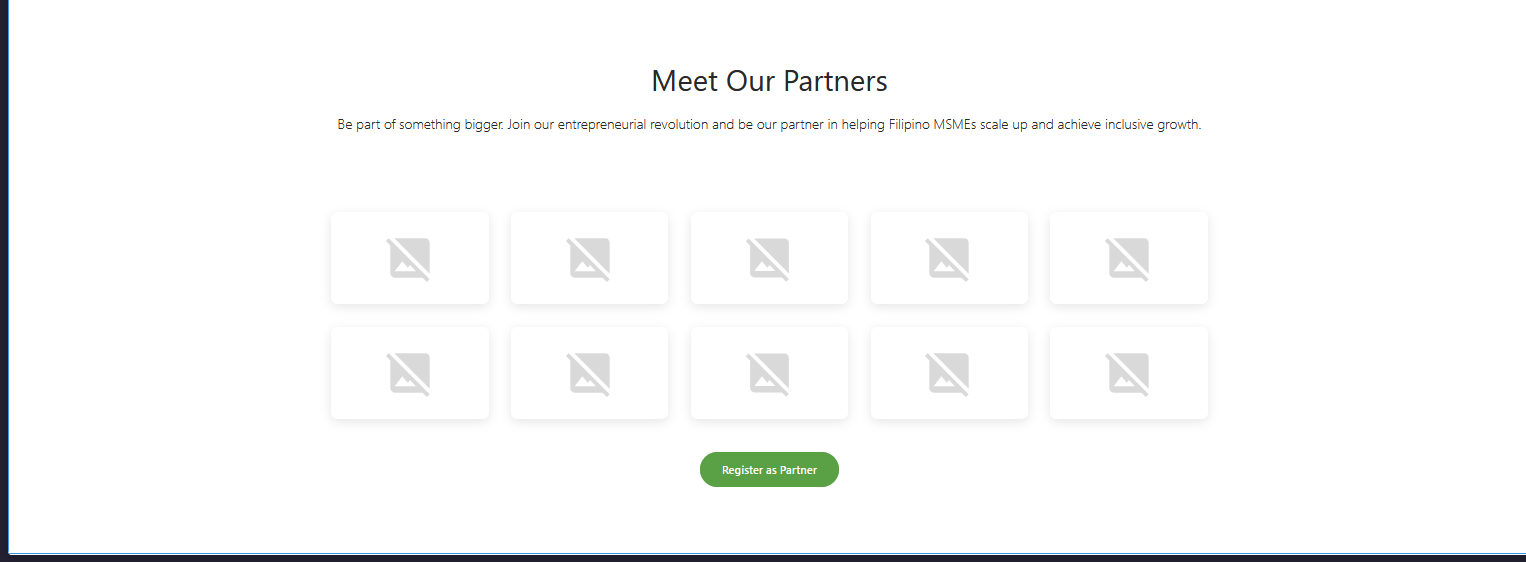 Meet Our Partners
Be part of something bigger. Join our entrepreneurial revolution and be our partner in helping Filipino MSMEs scale up and achieve inclusive growth.
Register as Partner